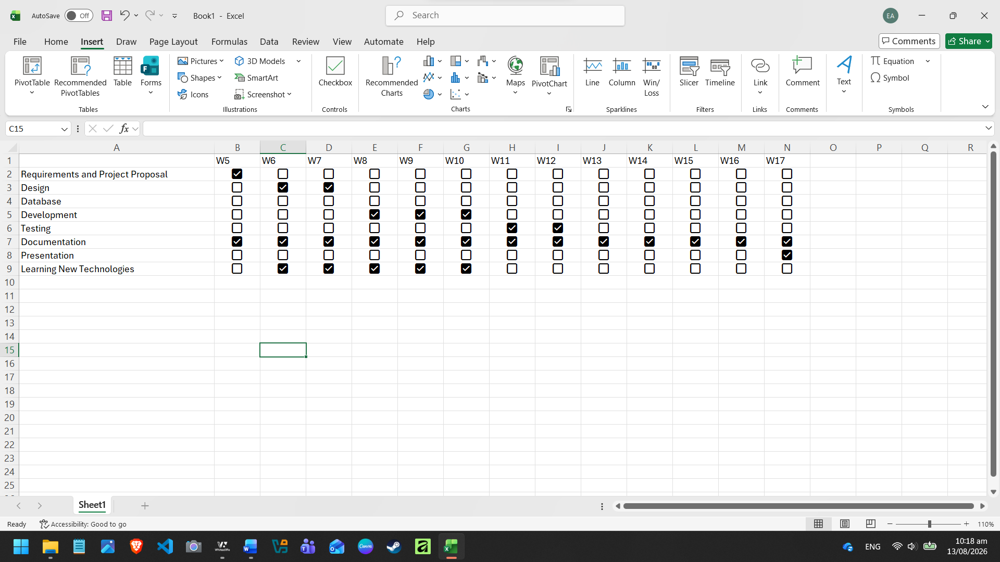 AutoSave Off Book1 - Excel Search EA
File Home Insert Draw Page Layout Formulas Data Review View Automate Help Comments Share
PivotTable Recommended PivotTables Table Forms
Tables
Pictures 3D Models
Shapes SmartArt
Icons Screenshot
Illustrations
Checkbox
Controls
Recommended Charts
Maps PivotChart
Charts
Line Column Win/Loss
Sparklines
Slicer Timeline
Filters
Link
Links
Comment
Comments
Text
Equation
Symbol
Symbols
C15 fx
A B C D E F G H I J K L M N O P Q R
1 W5 W6 W7 W8 W9 W10 W11 W12 W13 W14 W15 W16 W17
2 Requirements and Project Proposal
3 Design
4 Database
5 Development
6 Testing
7 Documentation
8 Presentation
9 Learning New Technologies
10
11
12
13
14
15
16
17
18
19
20
21
22
23
24
25
Sheet1
Ready Accessibility: Good to go 110%
ENG 10:18 am
13/08/2026